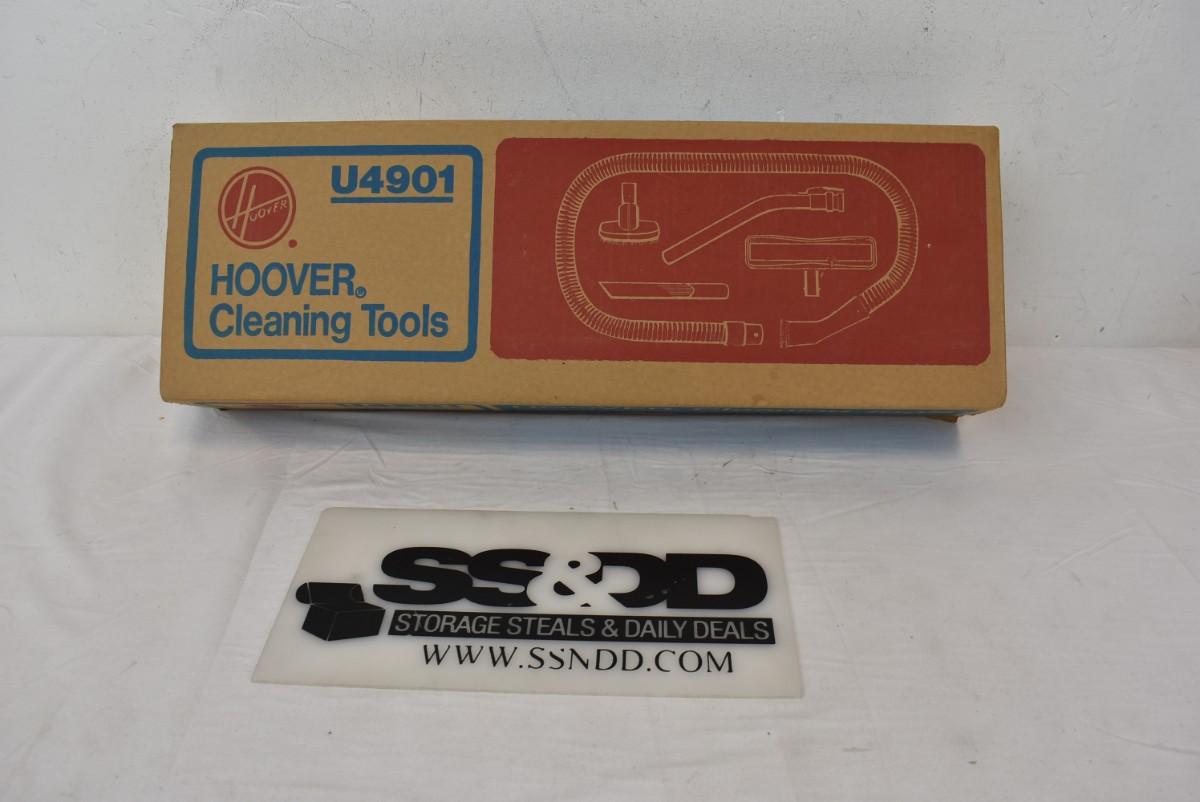 U4901
HOOVER
HOOVER®
Cleaning Tools
SS&DD
STORAGE STEALS & DAILY DEALS
WWW.SSNDD.COM